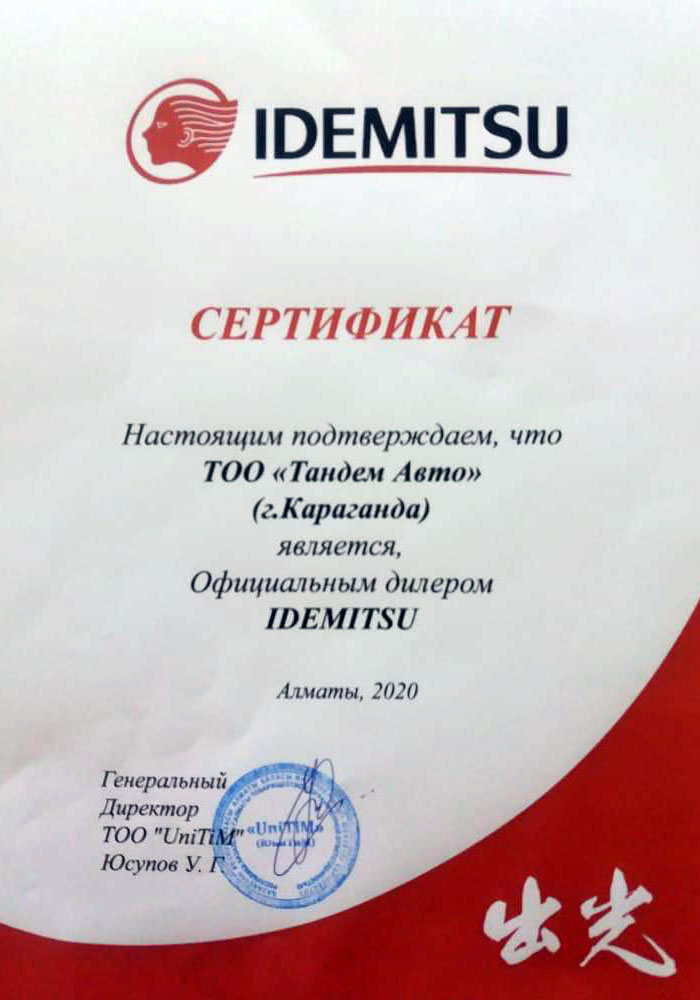 IDEMITSU
СЕРТИФИКАТ
Настоящим подтверждаем, что
ТОО «Тандем Авто»
(г.Караганда)
является,
Официальным дилером
IDEMITSU
Алматы, 2020
Генеральный
Директор
ТОО "UniTiM"
Юсупов У. Г.
«UniTiM»
(ЮниТиМ)
出光